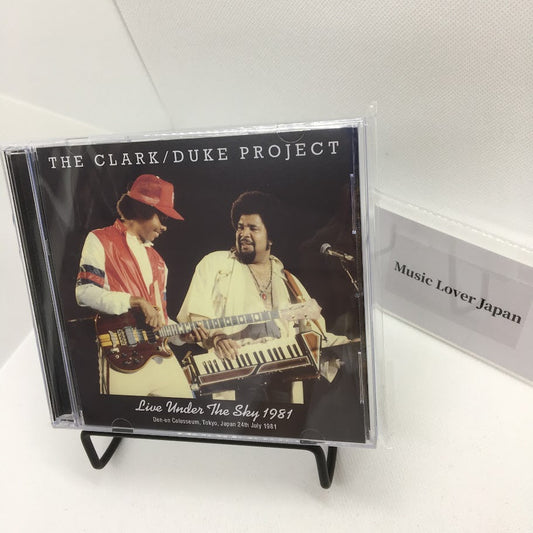 THE CLARK/DUKE PROJECT
Live Under The Sky 1981
Den-en Colosseum, Tokyo, Japan 24th July 1981
Music Lover Japan